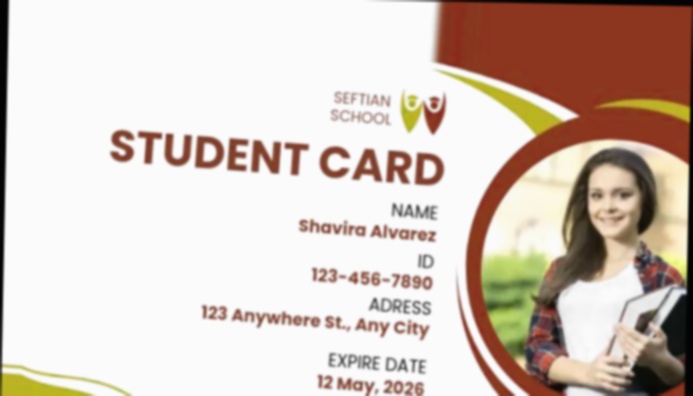 SEFTIAN
SCHOOL
STUDENT CARD
NAME
Shavira Alvarez
ID
123-456-7890
ADRESS
123 Anywhere St., Any City
EXPIRE DATE
12 May, 2026